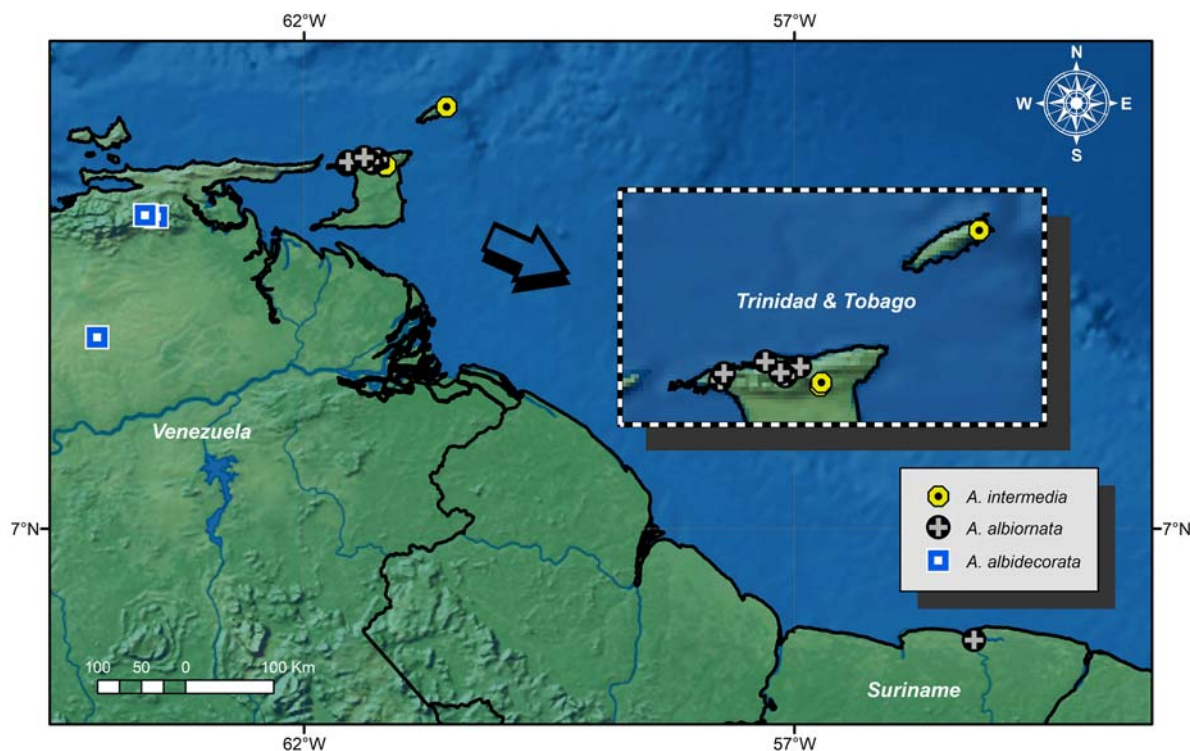 62°W 57°W
N
W E
S
Trinidad & Tobago
Venezuela
A. intermedia
A. albiornata
A. albidecorata
7°N 7°N
100 50 0 100 Km
Suriname
62°W 57°W